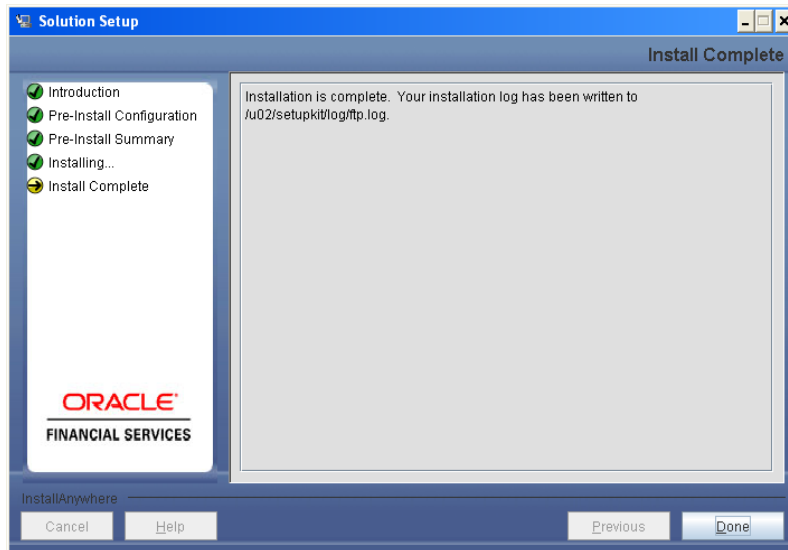 Solution Setup
Install Complete
Introduction
Pre-Install Configuration
Pre-Install Summary
Installing...
Install Complete
Installation is complete. Your installation log has been written to
/u02/setupkit/log/ftp.log.
ORACLE®
FINANCIAL SERVICES
InstallAnywhere
Cancel
Help
Previous
Done